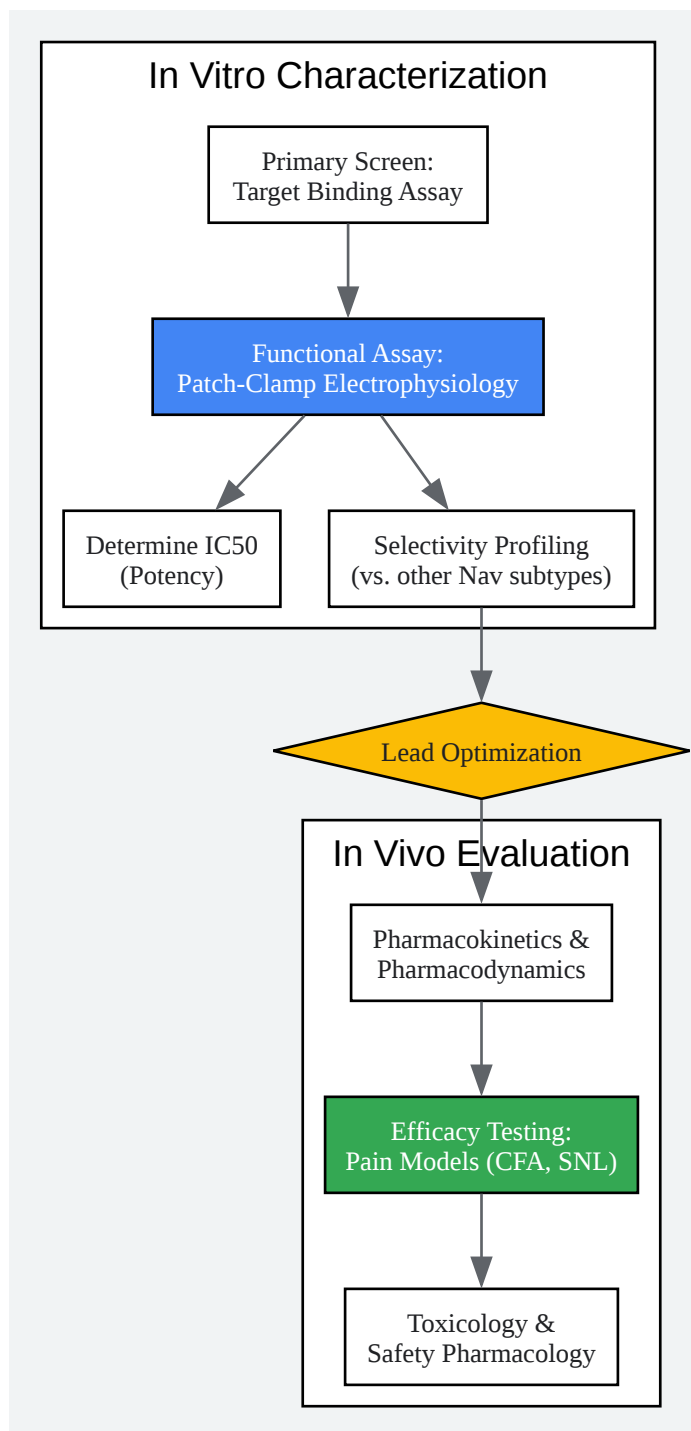 In Vitro Characterization
Primary Screen:
Target Binding Assay
Functional Assay:
Patch-Clamp Electrophysiology
Determine IC50
(Potency)
Selectivity Profiling
(vs. other Nav subtypes)
Lead Optimization
In Vivo Evaluation
Pharmacokinetics &
Pharmacodynamics
Efficacy Testing:
Pain Models (CFA, SNL)
Toxicology &
Safety Pharmacology